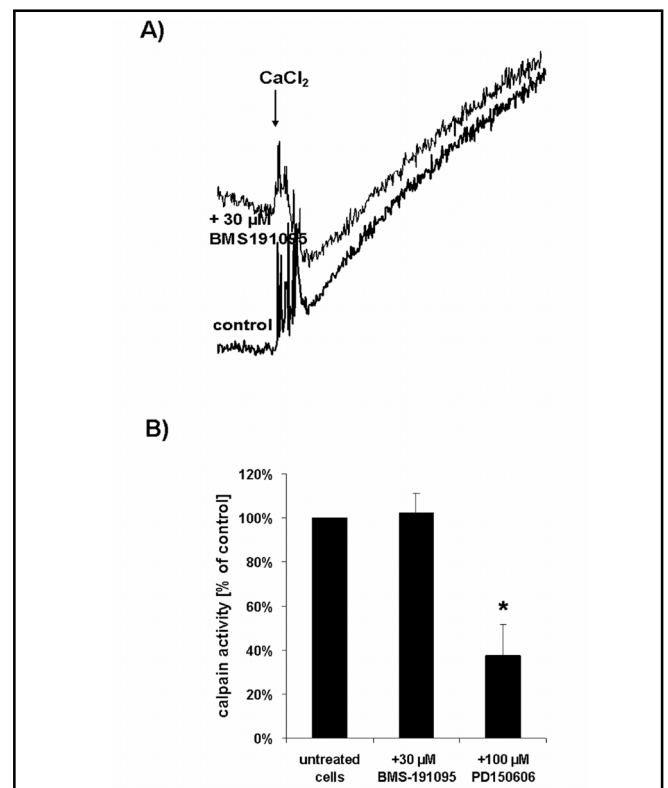 A)
CaCl₂
+ 30 µM
BMS191095
control
B)
calpain activity [% of control]
120%
100%
80%
60%
40%
20%
0%
*
untreated
cells
+30 µM
BMS-191095
+100 µM
PD150606